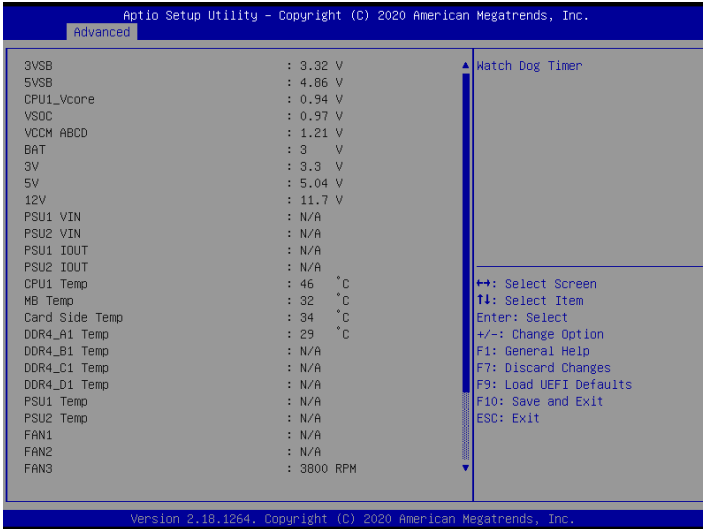 Aptio Setup Utility – Copyright (C) 2020 American Megatrends, Inc.
Advanced
3VSB : 3.32 V
5VSB : 4.86 V
CPU1_Vcore : 0.94 V
VSOC : 0.97 V
VCCM ABCD : 1.21 V
BAT : 3 V
3V : 3.3 V
5V : 5.04 V
12V : 11.7 V
PSU1 VIN : N/A
PSU2 VIN : N/A
PSU1 IOUT : N/A
PSU2 IOUT : N/A
CPU1 Temp : 46 °C
MB Temp : 32 °C
Card Side Temp : 34 °C
DDR4_A1 Temp : 29 °C
DDR4_B1 Temp : N/A
DDR4_C1 Temp : N/A
DDR4_D1 Temp : N/A
PSU1 Temp : N/A
PSU2 Temp : N/A
FAN1 : N/A
FAN2 : N/A
FAN3 : 3800 RPM
Watch Dog Timer
↔: Select Screen
↑↓: Select Item
Enter: Select
+/-: Change Option
F1: General Help
F7: Discard Changes
F9: Load UEFI Defaults
F10: Save and Exit
ESC: Exit
Version 2.18.1264. Copyright (C) 2020 American Megatrends, Inc.